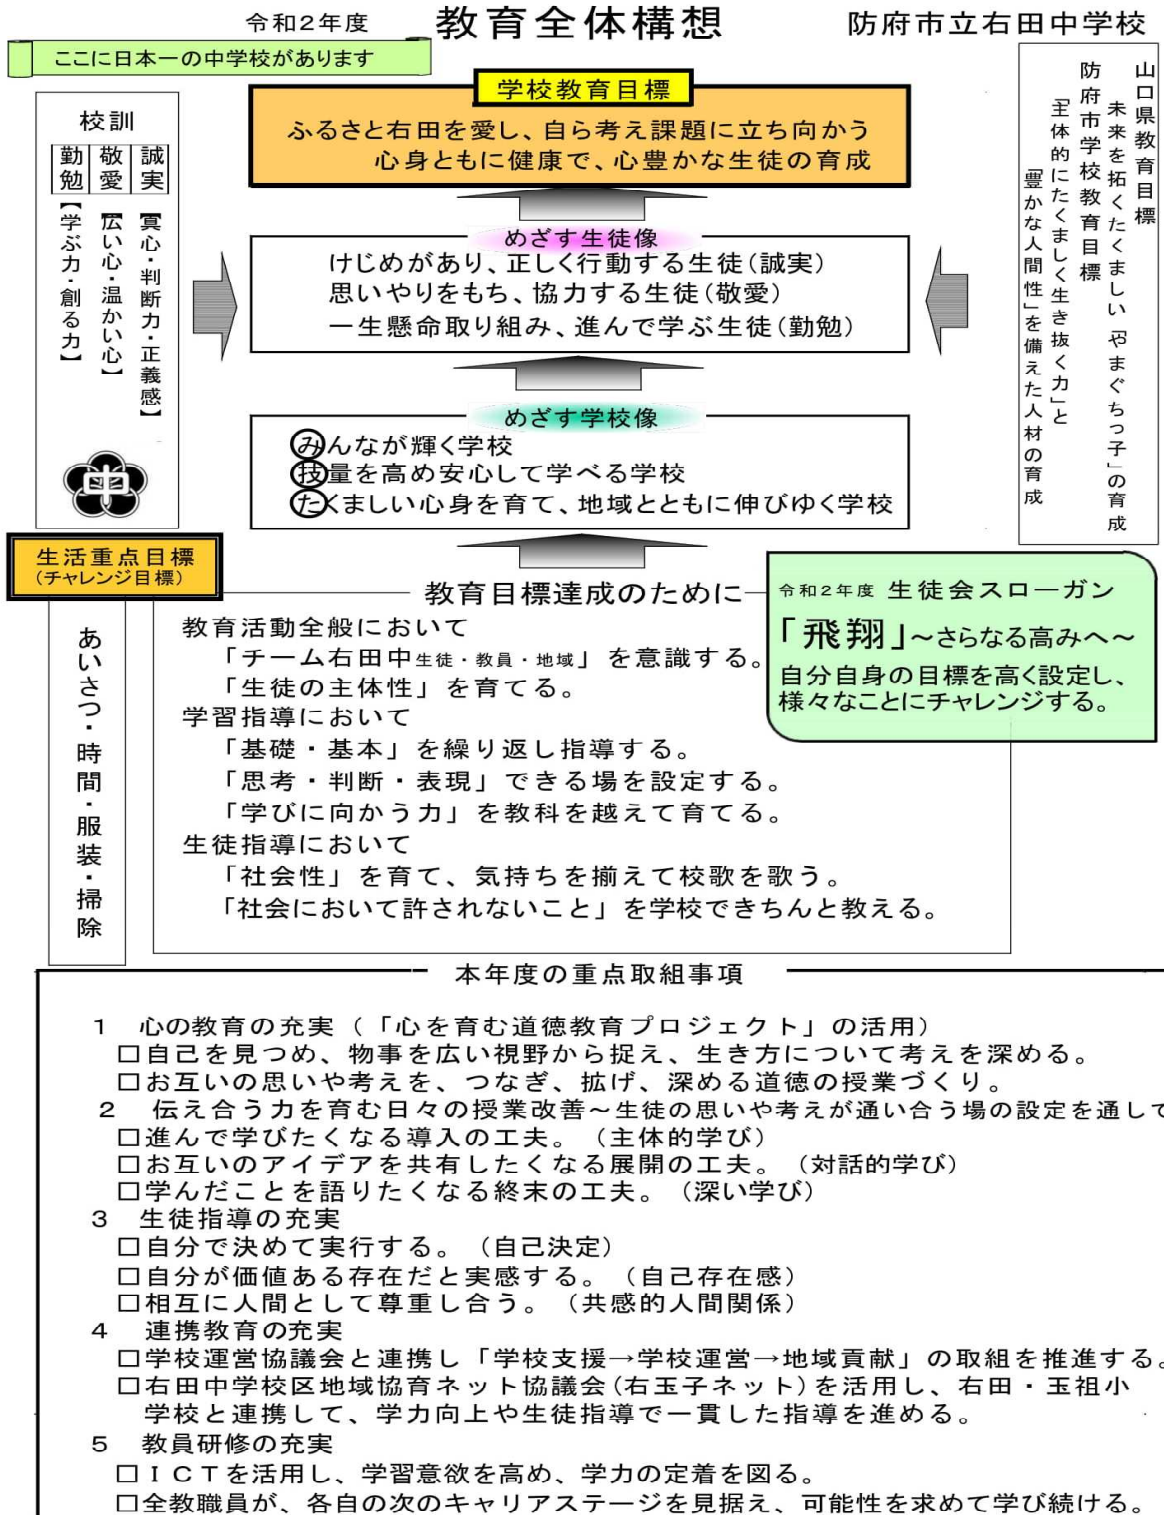 令和2年度 教育全体構想 防府市立右田中学校
ここに日本一の中学校があります
校訓
誠実
【真心・判断力・正義感】
敬愛
【広い心・温かい心】
勤勉
【学ぶ力・創る力】
中
学校教育目標
ふるさと右田を愛し、自ら考え課題に立ち向かう
心身ともに健康で、心豊かな生徒の育成
めざす生徒像
けじめがあり、正しく行動する生徒(誠実)
思いやりをもち、協力する生徒(敬愛)
一生懸命取り組み、進んで学ぶ生徒(勤勉)
めざす学校像
みんなが輝く学校
技量を高め安心して学べる学校
たくましい心身を育て、地域とともに伸びゆく学校
山口県教育目標
未来を拓くたくましい「やまぐちっ子」の育成
防府市学校教育目標
「主体的にたくましく生き抜く力」と
「豊かな人間性」を備えた人材の育成
生活重点目標
(チャレンジ目標)
あいさつ・時間・服装・掃除
教育目標達成のために
教育活動全般において
「チーム右田中生徒・教員・地域」を意識する。
「生徒の主体性」を育てる。
学習指導において
「基礎・基本」を繰り返し指導する。
「思考・判断・表現」できる場を設定する。
「学びに向かう力」を教科を越えて育てる。
生徒指導において
「社会性」を育て、気持ちを揃えて校歌を歌う。
「社会において許されないこと」を学校できちんと教える。
令和2年度 生徒会スローガン
「飛翔」~さらなる高みへ~
自分自身の目標を高く設定し、
様々なことにチャレンジする。
本年度の重点取組事項
1 心の教育の充実(「心を育む道徳教育プロジェクト」の活用)
□自己を見つめ、物事を広い視野から捉え、生き方について考えを深める。
□お互いの思いや考えを、つなぎ、拡げ、深める道徳の授業づくり。
2 伝え合う力を育む日々の授業改善~生徒の思いや考えが通い合う場の設定を通して
□進んで学びたくなる導入の工夫。(主体的学び)
□お互いのアイデアを共有したくなる展開の工夫。(対話的学び)
□学んだことを語りたくなる終末の工夫。(深い学び)
3 生徒指導の充実
□自分で決めて実行する。(自己決定)
□自分が価値ある存在だと実感する。(自己存在感)
□相互に人間として尊重し合う。(共感的人間関係)
4 連携教育の充実
□学校運営協議会と連携し「学校支援→学校運営→地域貢献」の取組を推進する。
□右田中学校区地域協育ネット協議会(右玉子ネット)を活用し、右田・玉祖小
学校と連携して、学力向上や生徒指導で一貫した指導を進める。
5 教員研修の充実
□ICTを活用し、学習意欲を高め、学力の定着を図る。
□全教職員が、各自の次のキャリアステージを見据え、可能性を求めて学び続ける。